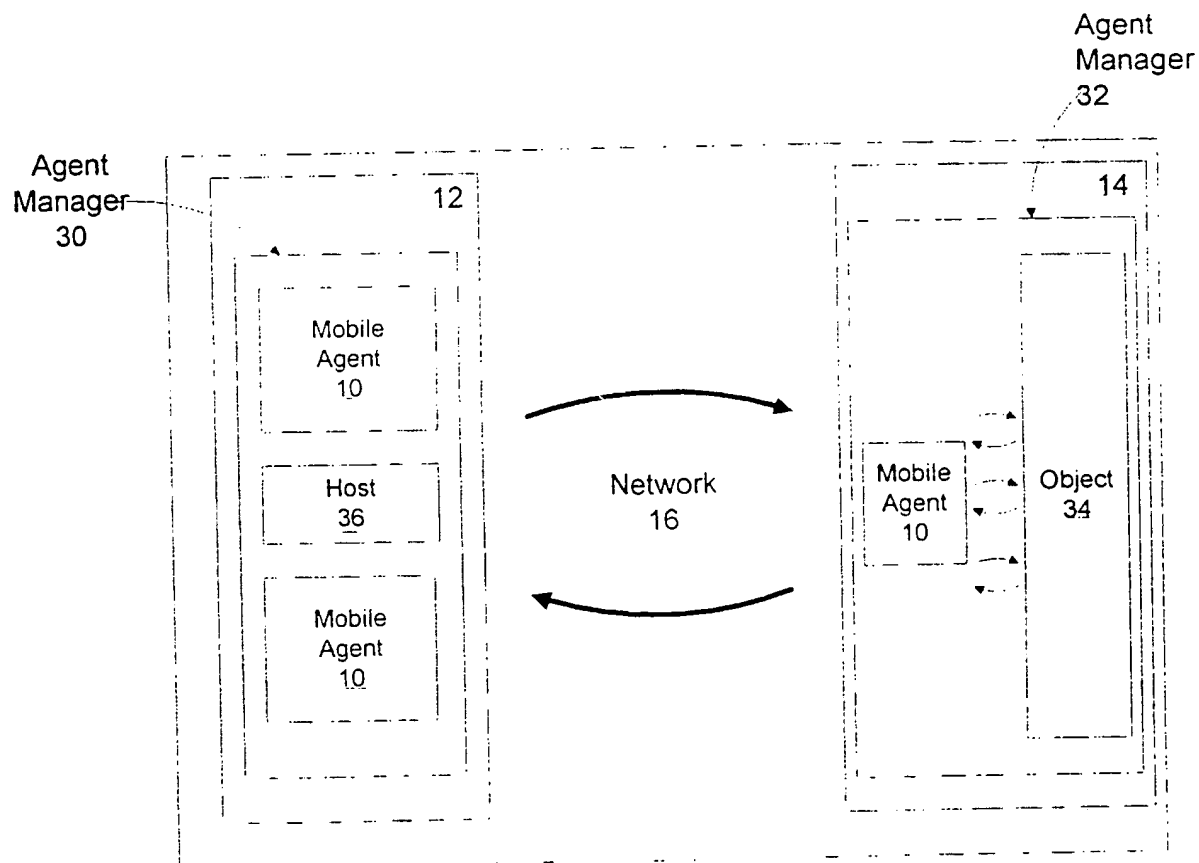 Agent
Manager
32
Agent
Manager
30
12
14
Mobile
Agent
10
Host
36
Mobile
Agent
10
Network
16
Mobile
Agent
10
Object
34